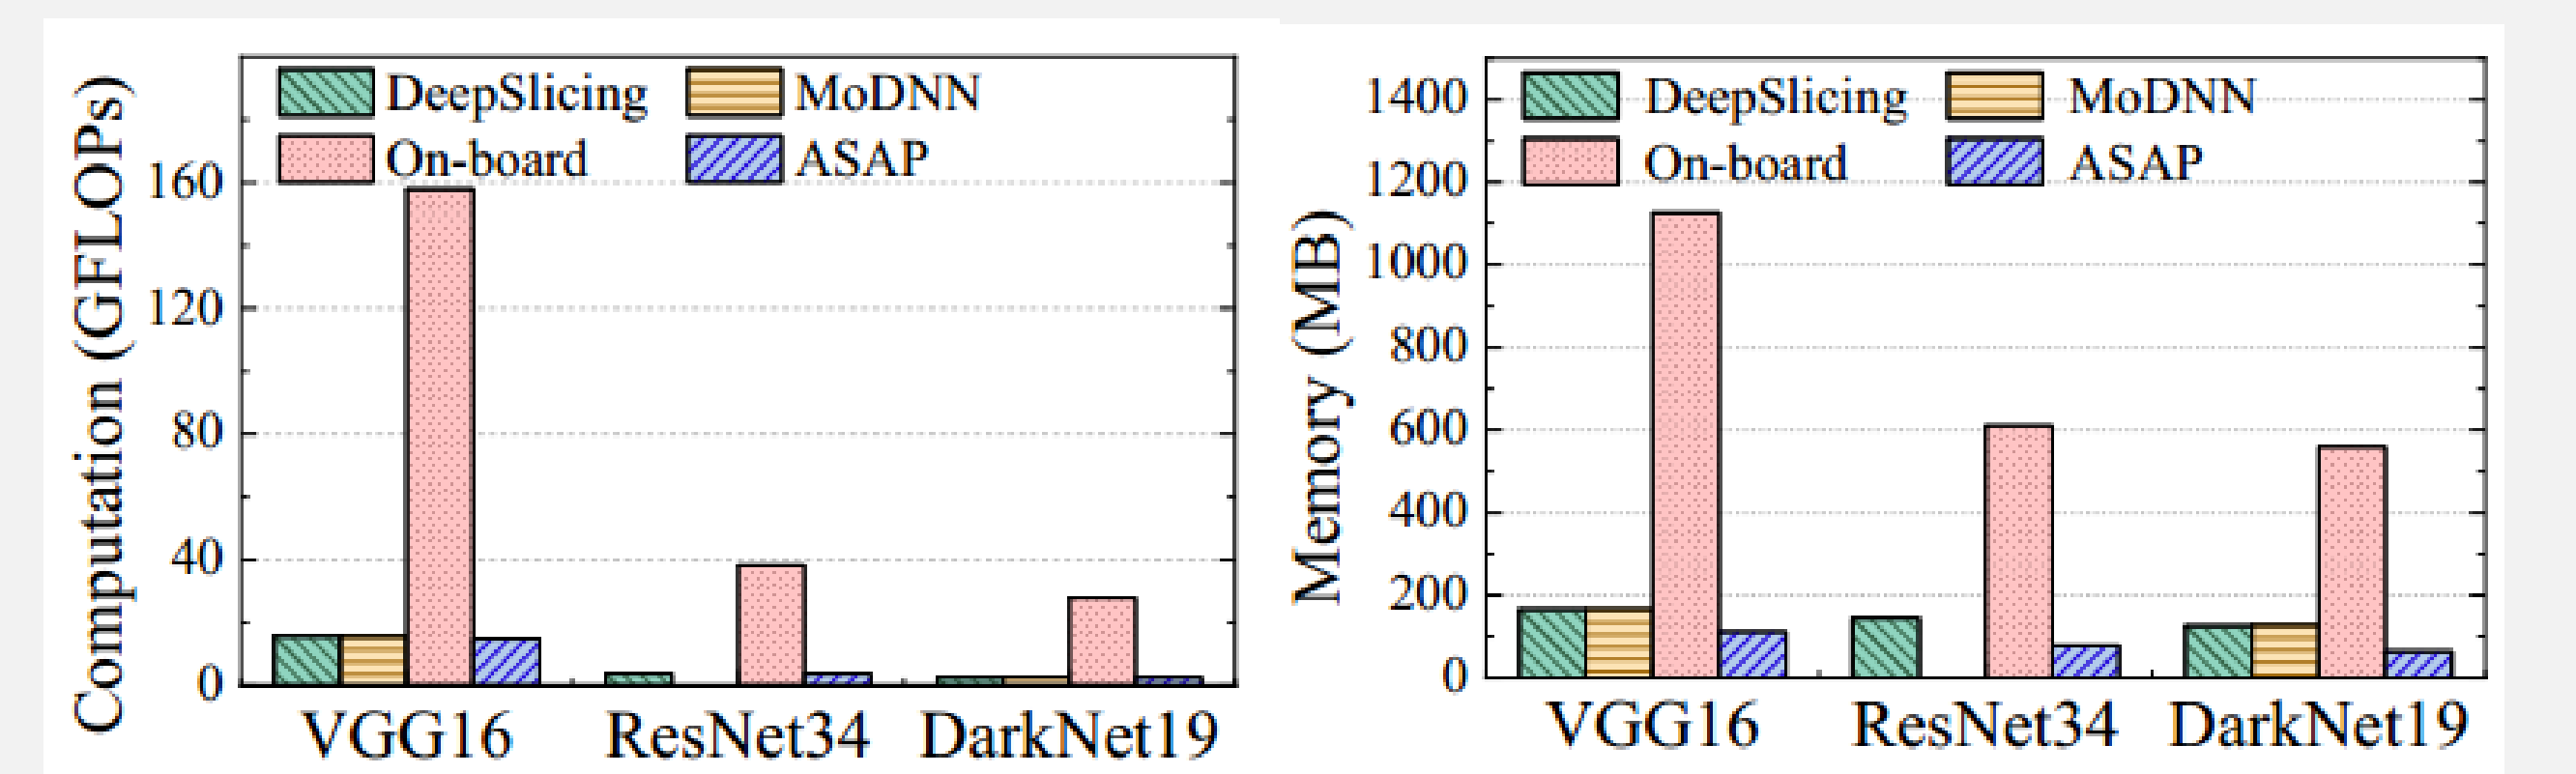 Computation (GFLOPs)
160
120
80
40
0
DeepSlicing MoDNN
On-board ASAP
VGG16 ResNet34 DarkNet19
Memory (MB)
1400
1200
1000
800
600
400
200
0
DeepSlicing MoDNN
On-board ASAP
VGG16 ResNet34 DarkNet19